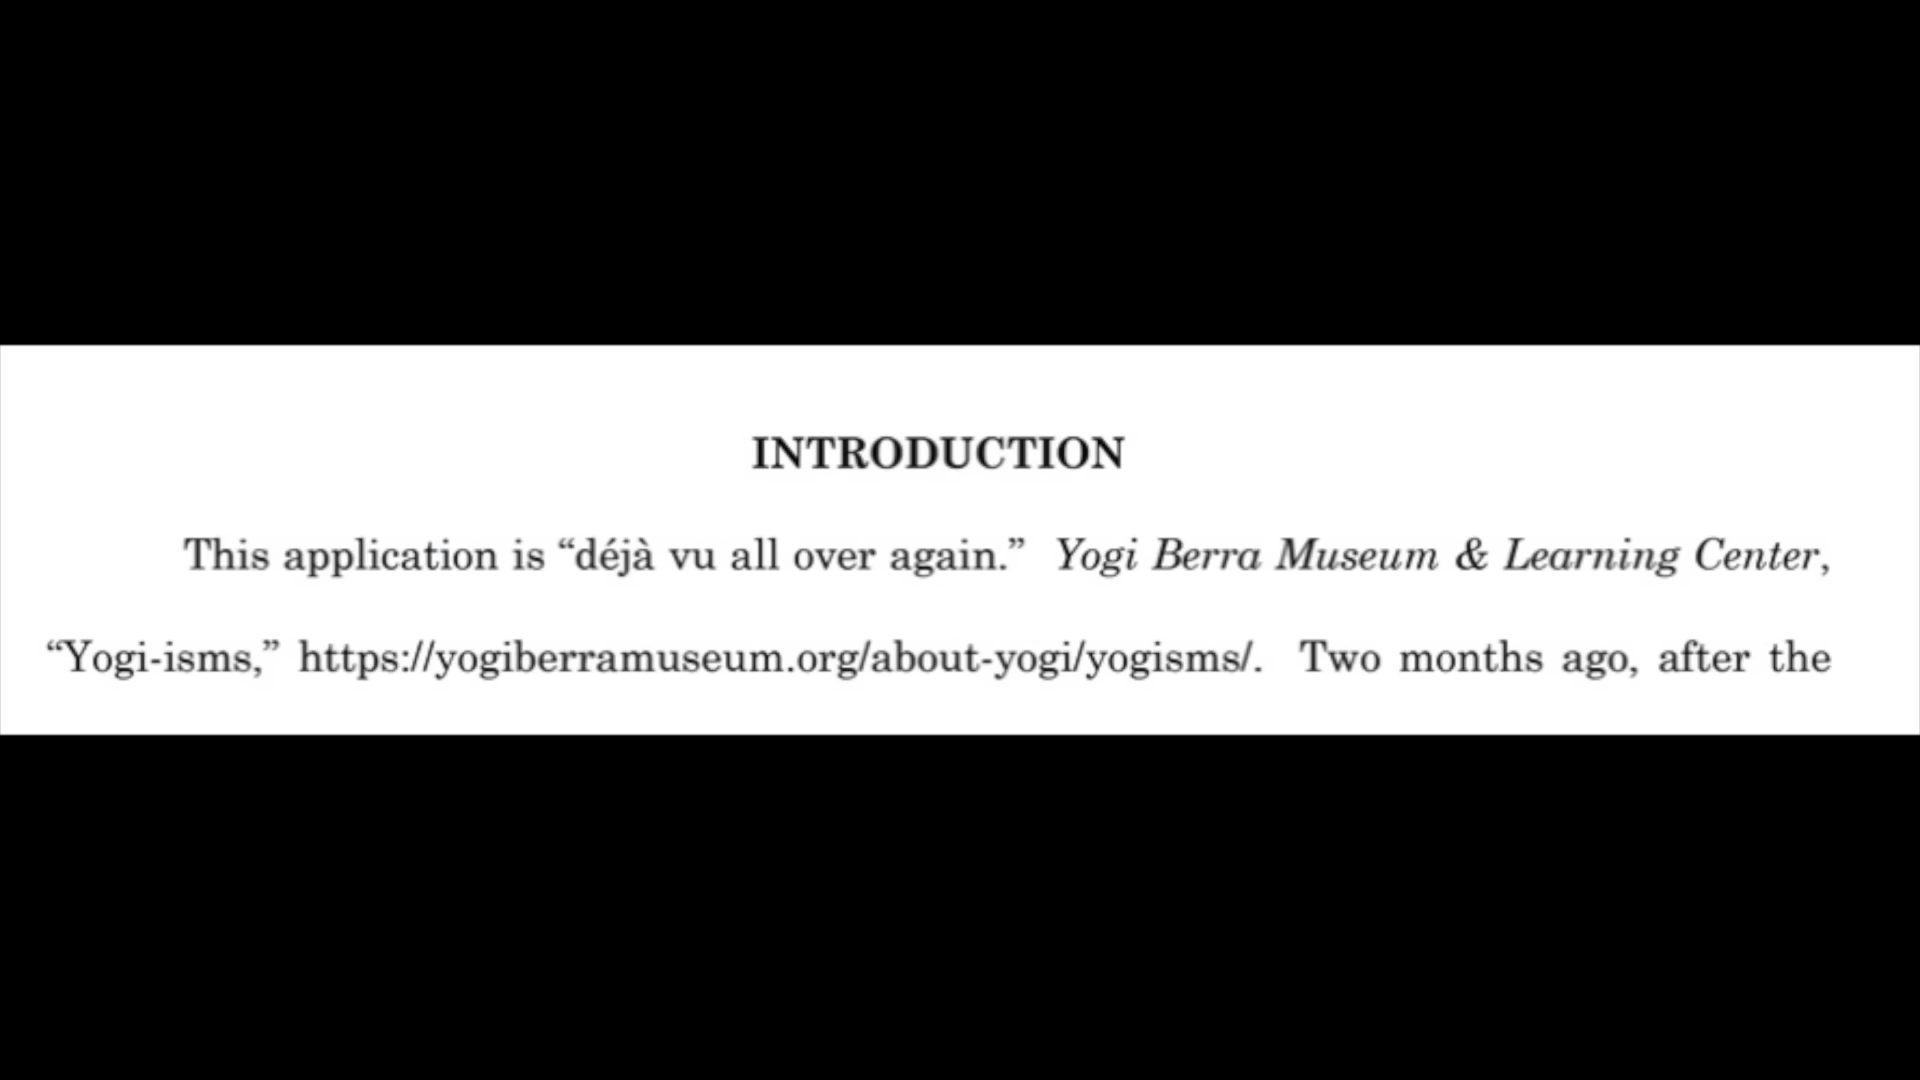 INTRODUCTION
This application is “déjà vu all over again.” Yogi Berra Museum & Learning Center,
“Yogi-isms,” https://yogiberramuseum.org/about-yogi/yogisms/. Two months ago, after the